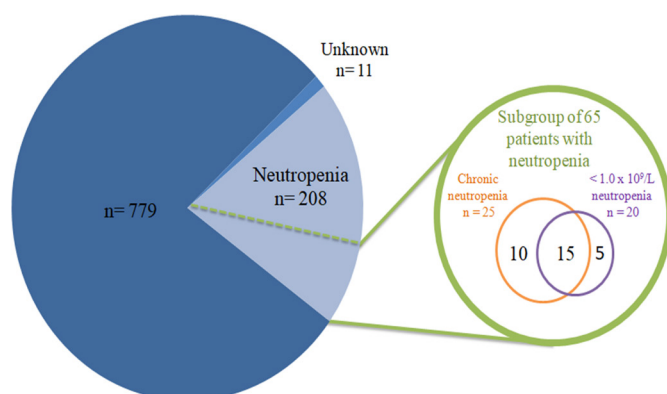 Unknown
n= 11
Neutropenia
n= 208
n= 779
Subgroup of 65
patients with
neutropenia
Chronic
neutropenia
n = 25
< 1.0 x 10⁹/L
neutropenia
n = 20
10
15
5